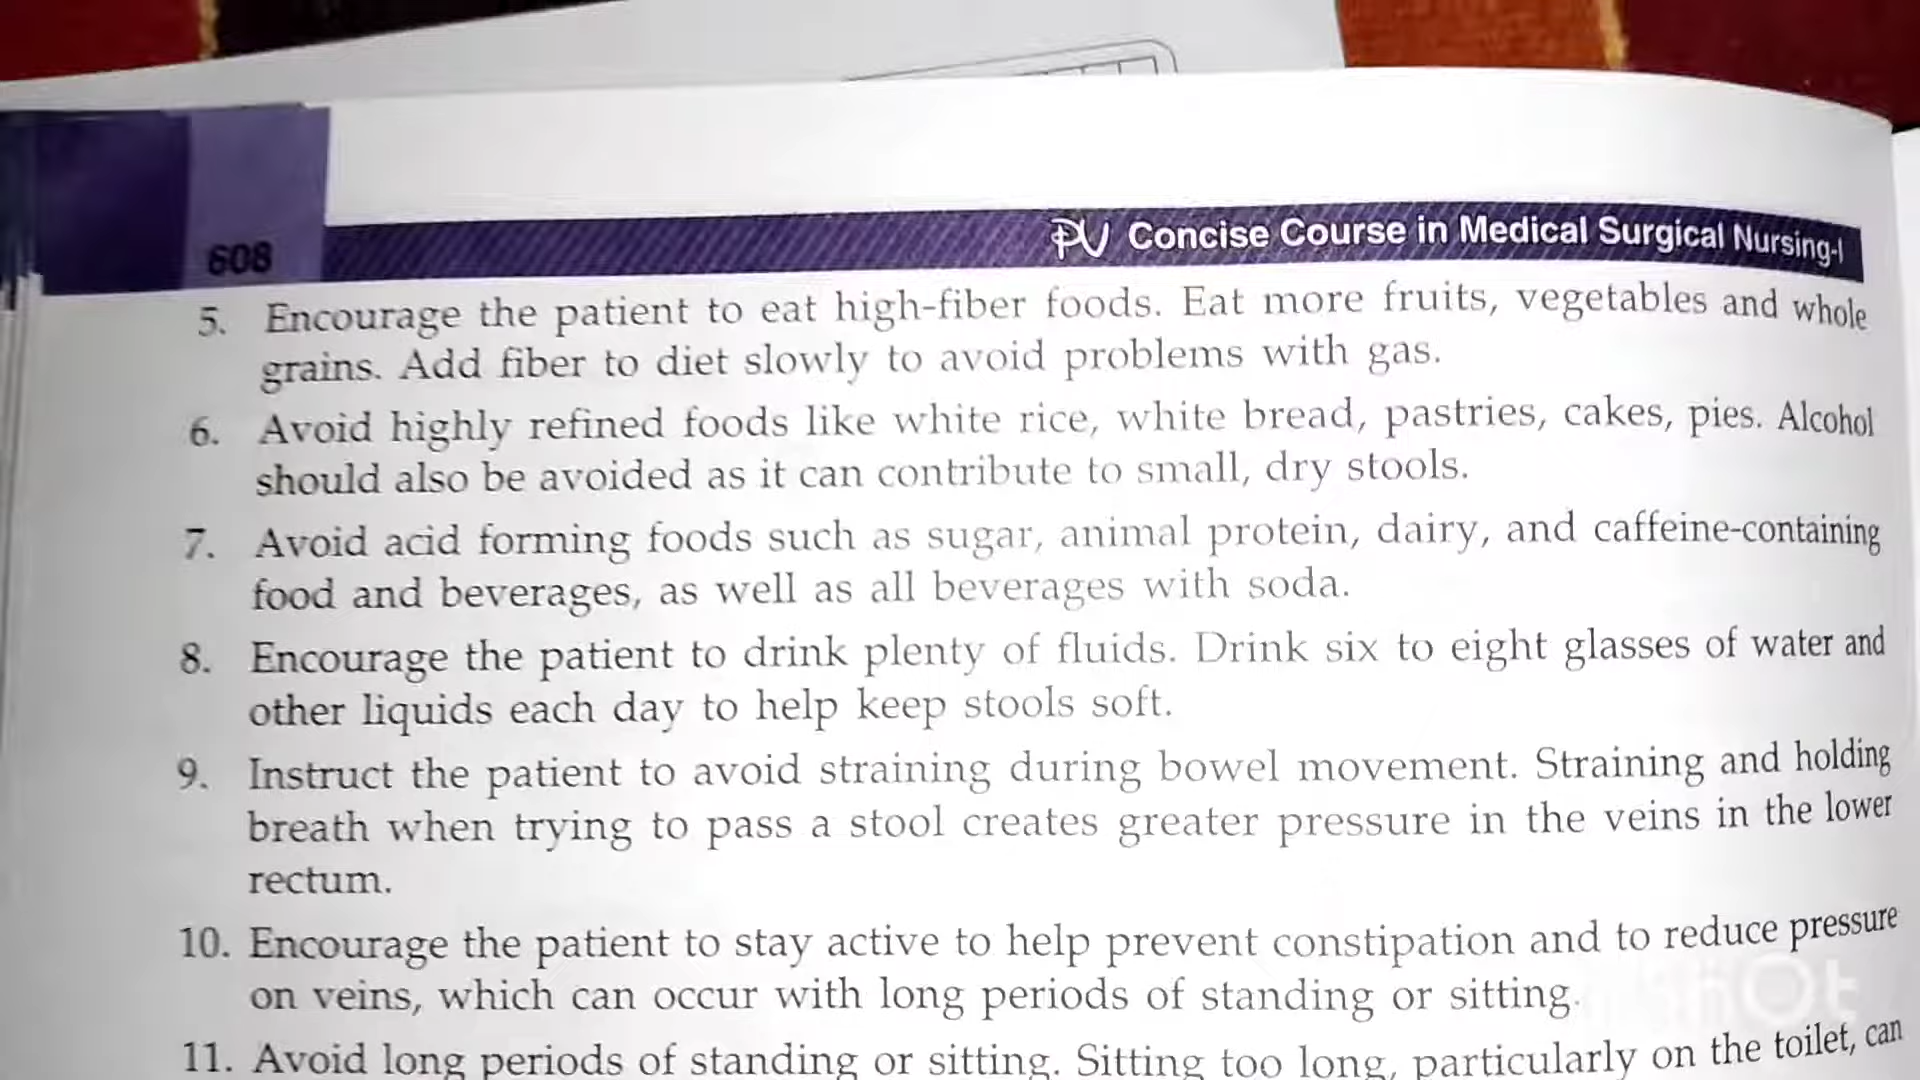 608
PV Concise Course in Medical Surgical Nursing-I
5. Encourage the patient to eat high-fiber foods. Eat more fruits, vegetables and whole
grains. Add fiber to diet slowly to avoid problems with gas.
6. Avoid highly refined foods like white rice, white bread, pastries, cakes, pies. Alcohol
should also be avoided as it can contribute to small, dry stools.
7. Avoid acid forming foods such as sugar, animal protein, dairy, and caffeine-containing
food and beverages, as well as all beverages with soda.
8. Encourage the patient to drink plenty of fluids. Drink six to eight glasses of water and
other liquids each day to help keep stools soft.
9. Instruct the patient to avoid straining during bowel movement. Straining and holding
breath when trying to pass a stool creates greater pressure in the veins in the lower
rectum.
10. Encourage the patient to stay active to help prevent constipation and to reduce pressure
on veins, which can occur with long periods of standing or sitting.
11. Avoid long periods of standing or sitting. Sitting too long, particularly on the toilet, can